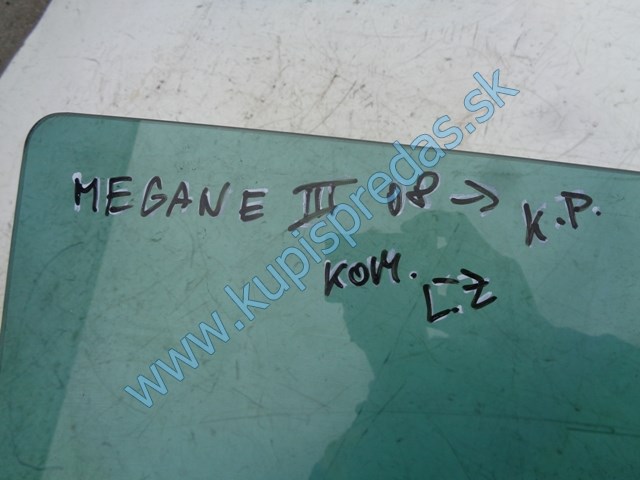 MEGANE III 08 → K.P.
KOM. L.Z
www.kupispredas.sk